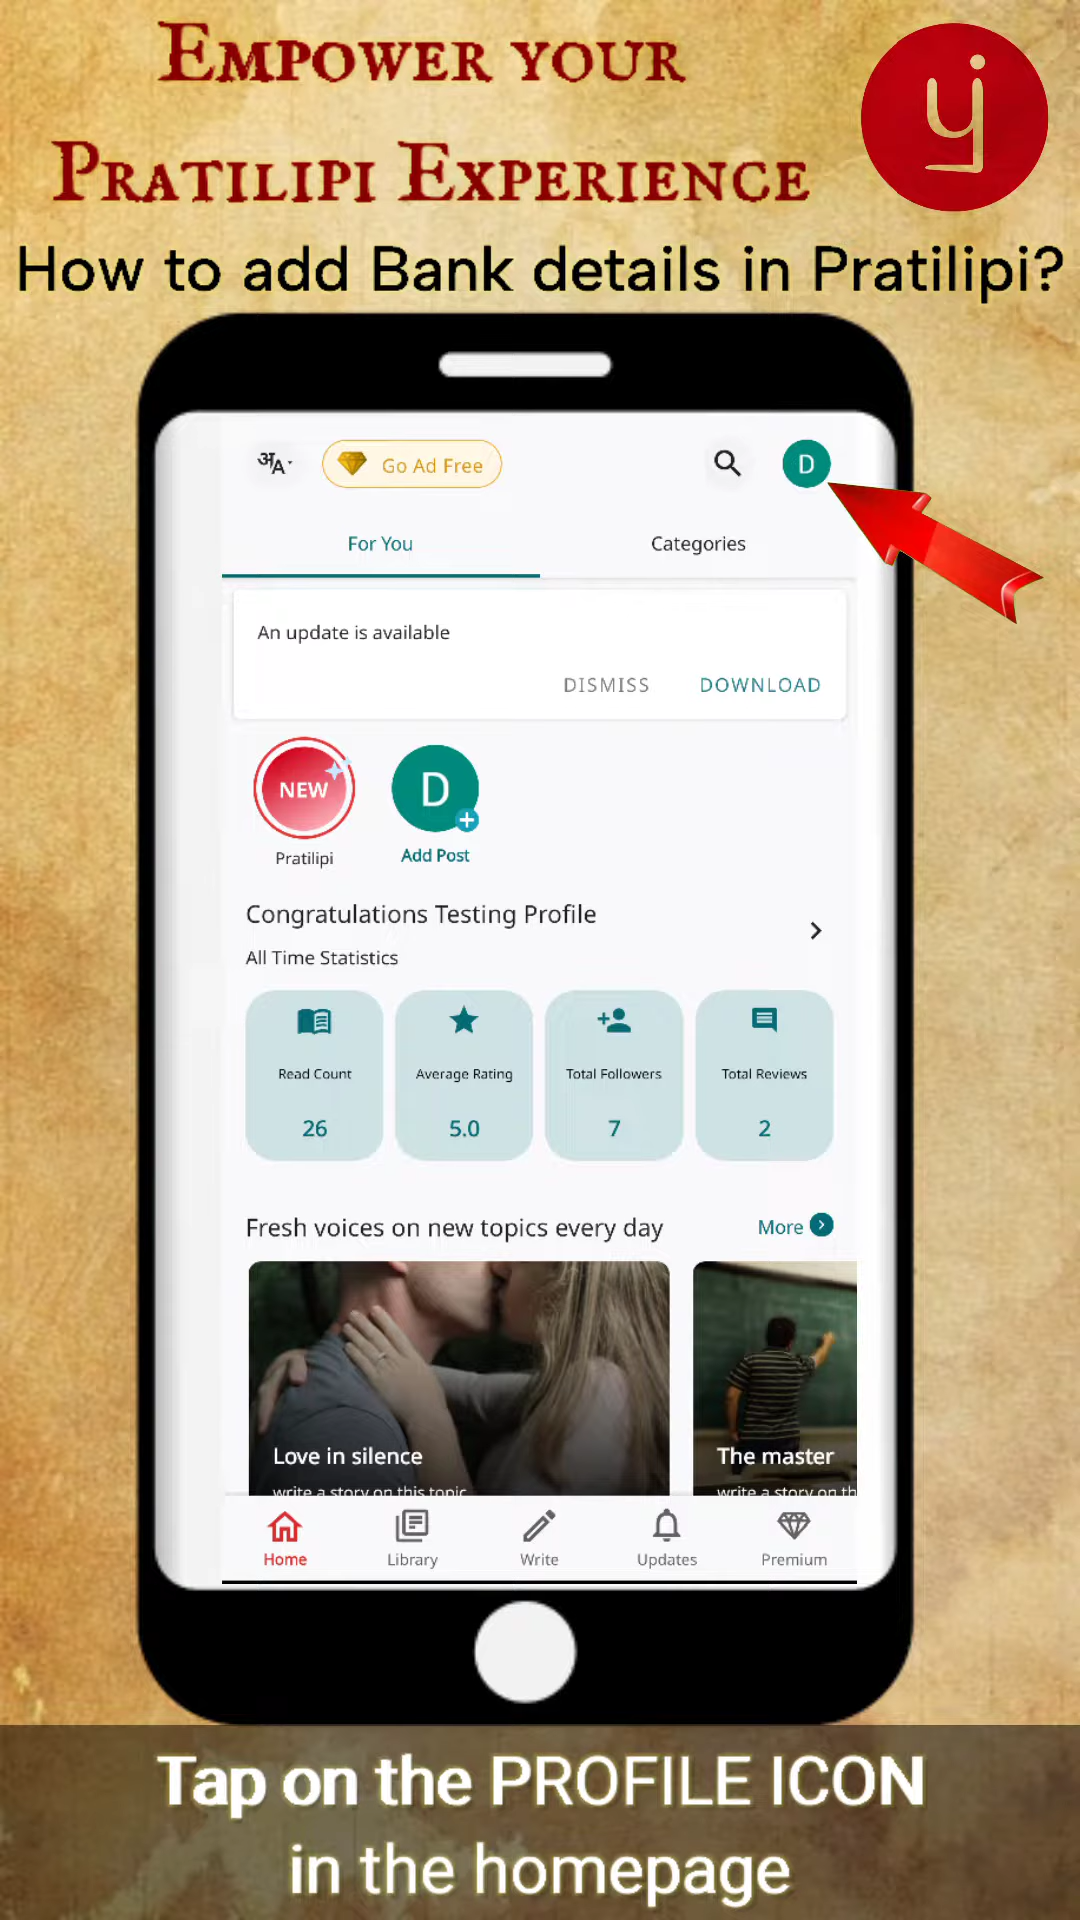 Empower your
Pratilipi Experience
How to add Bank details in Pratilipi?
अA
Go Ad Free
D
For You
Categories
An update is available
DISMISS
DOWNLOAD
NEW
D
Pratilipi
Add Post
Congratulations Testing Profile
All Time Statistics
Read Count
Average Rating
Total Followers
Total Reviews
26
5.0
7
2
Fresh voices on new topics every day
More
Love in silence
The master
write a story on this topic
write a story on th
Home
Library
Write
Updates
Premium
Tap on the PROFILE ICON
in the homepage